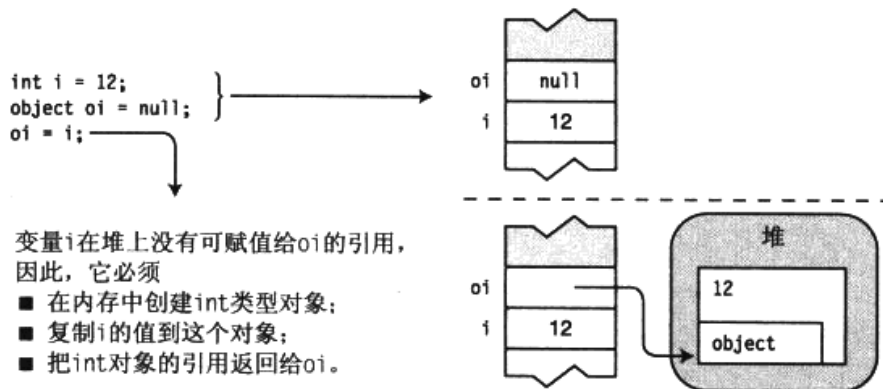 int i = 12;
object oi = null;
oi = i;
oi null
i 12
变量i在堆上没有可赋值给oi的引用，
因此，它必须
■ 在内存中创建int类型对象；
■ 复制i的值到这个对象；
■ 把int对象的引用返回给oi。
堆
oi
i 12
12
object